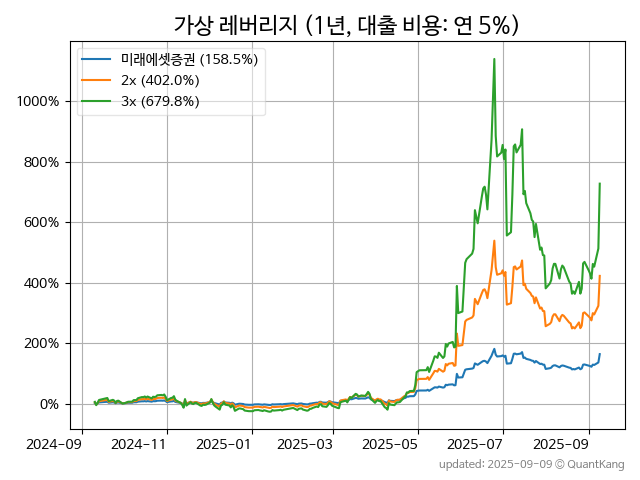 가상 레버리지 (1년, 대출 비용: 연 5%)
미래에셋증권 (158.5%)
2x (402.0%)
3x (679.8%)
1000%
800%
600%
400%
200%
0%
2024-09 2024-11 2025-01 2025-03 2025-05 2025-07 2025-09
updated: 2025-09-09 © QuantKang